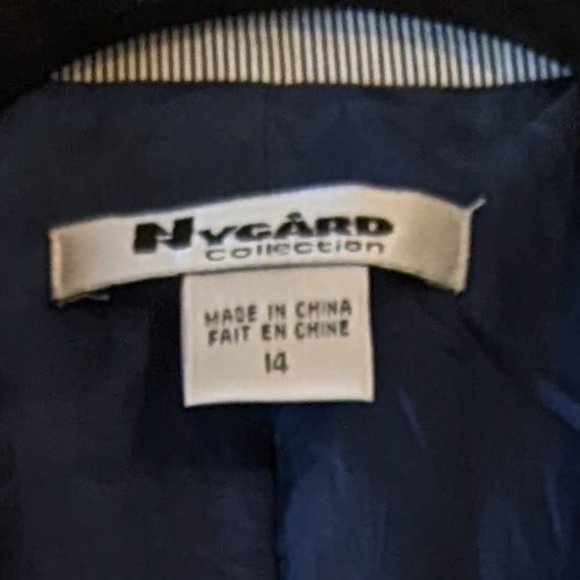 NYGÅRD
Collection
MADE IN CHINA
FAIT EN CHINE
14